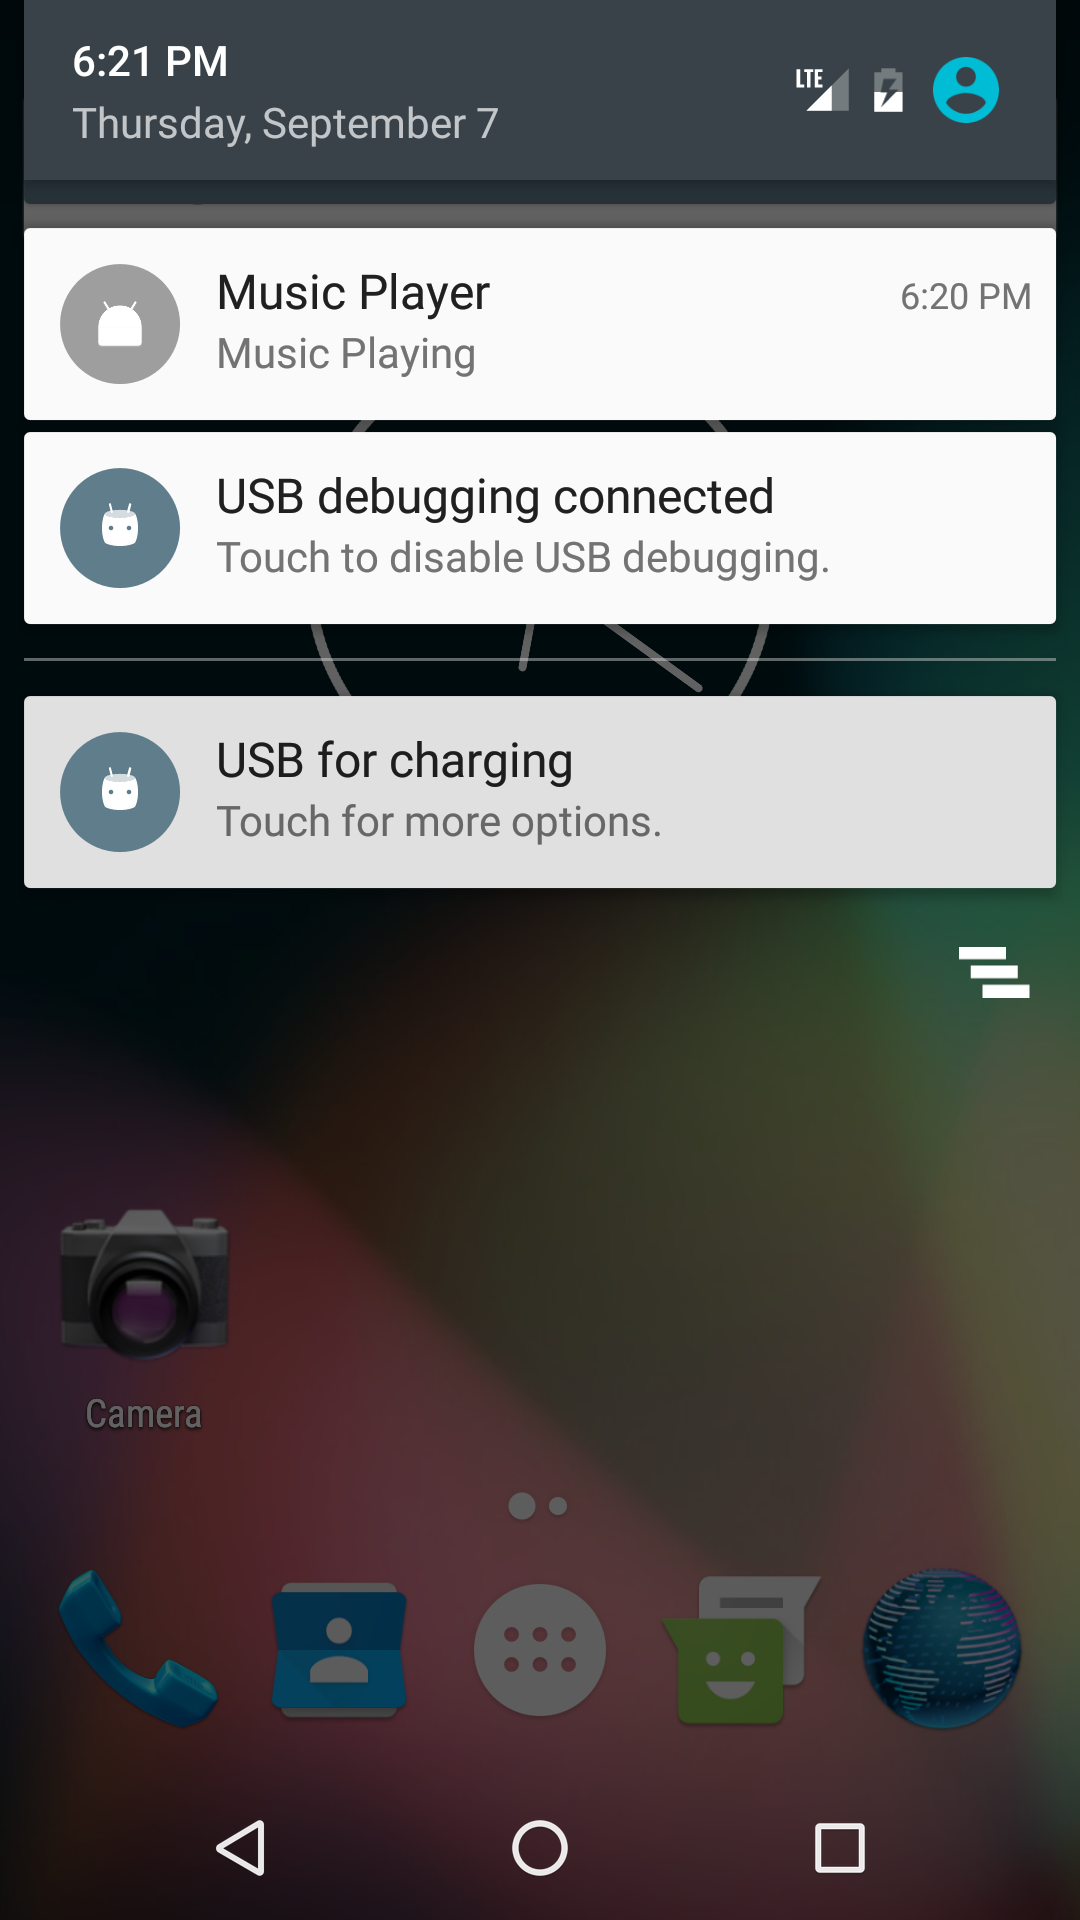 6:21 PM
LTE
Thursday, September 7
Music Player
6:20 PM
Music Playing
USB debugging connected
Touch to disable USB debugging.
USB for charging
Touch for more options.
Camera